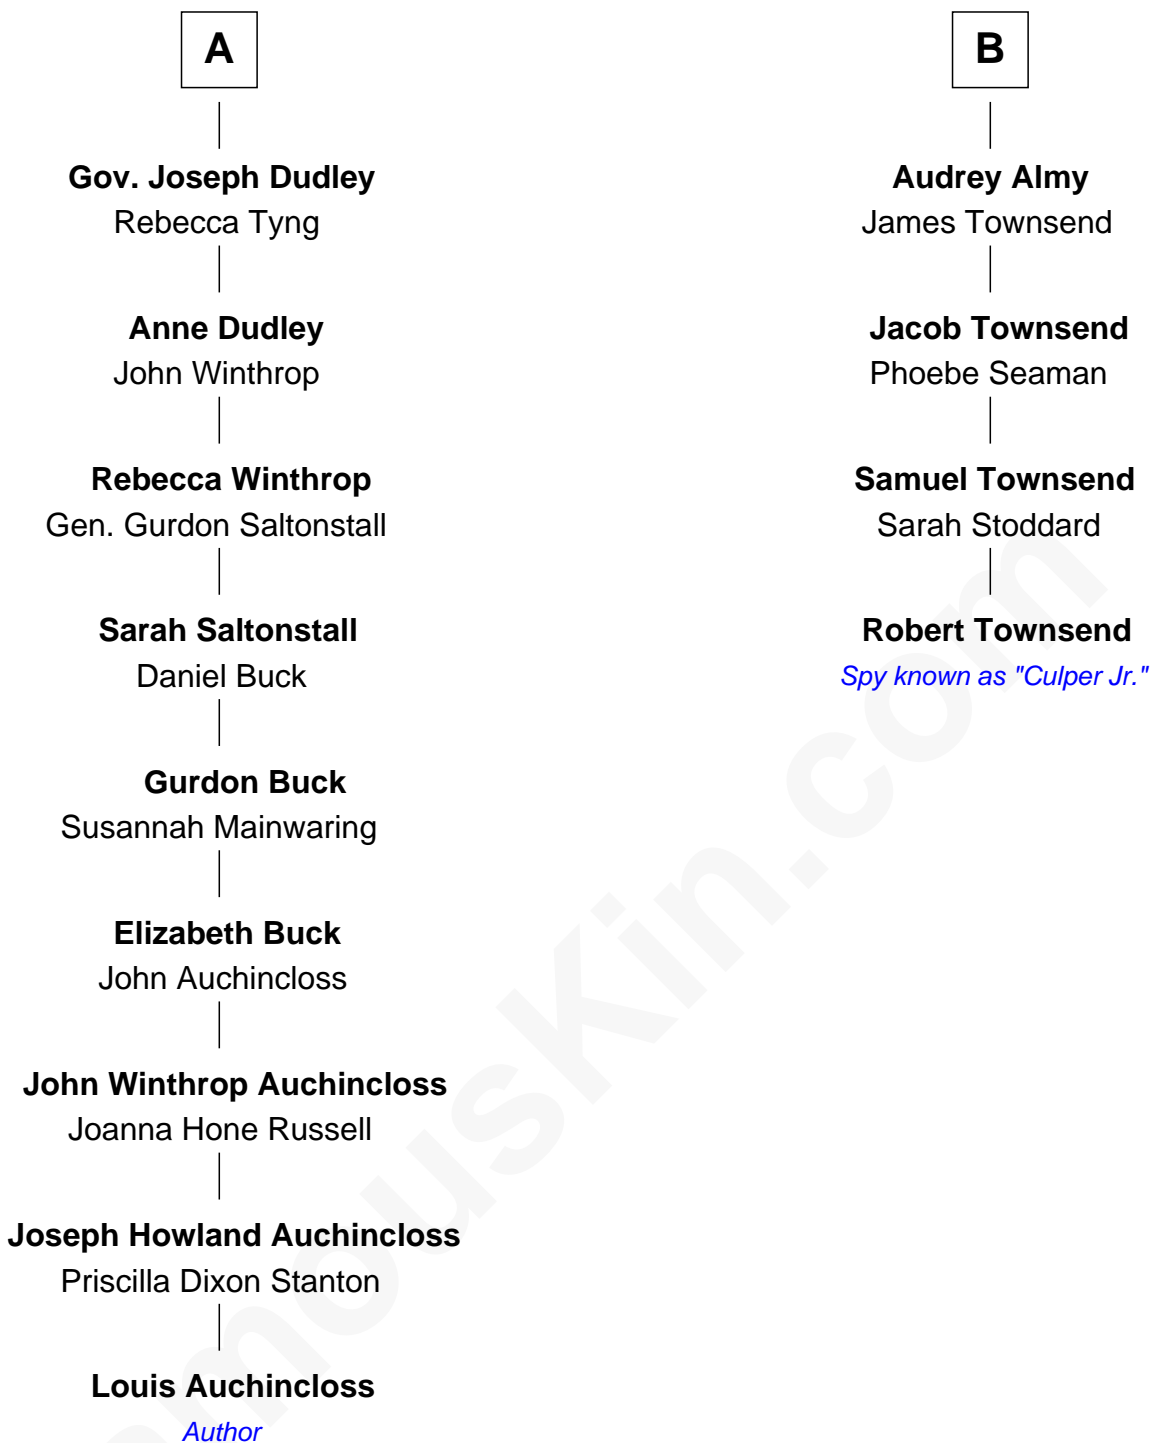 A
Gov. Joseph Dudley
Rebecca Tyng
Anne Dudley
John Winthrop
Rebecca Winthrop
Gen. Gurdon Saltonstall
Sarah Saltonstall
Daniel Buck
Gurdon Buck
Susannah Mainwaring
Elizabeth Buck
John Auchincloss
John Winthrop Auchincloss
Joanna Hone Russell
Joseph Howland Auchincloss
Priscilla Dixon Stanton
Louis Auchincloss
Author
B
Audrey Almy
James Townsend
Jacob Townsend
Phoebe Seaman
Samuel Townsend
Sarah Stoddard
Robert Townsend
Spy known as "Culper Jr."
amousKin.com